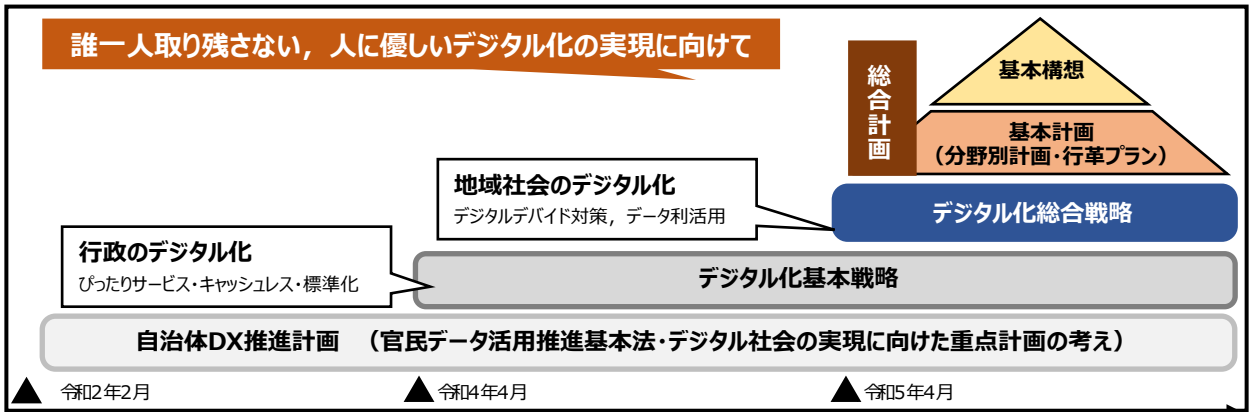 誰一人取り残さない，人に優しいデジタル化の実現に向けて
総合計画
基本構想
基本計画
（分野別計画・行革プラン）
地域社会のデジタル化
デジタルデバイド対策，データ利活用
デジタル化総合戦略
行政のデジタル化
ぴったりサービス・キャッシュレス・標準化
デジタル化基本戦略
自治体DX推進計画　（官民データ活用推進基本法・デジタル社会の実現に向けた重点計画の考え）
令和2年2月
令和4年4月
令和5年4月